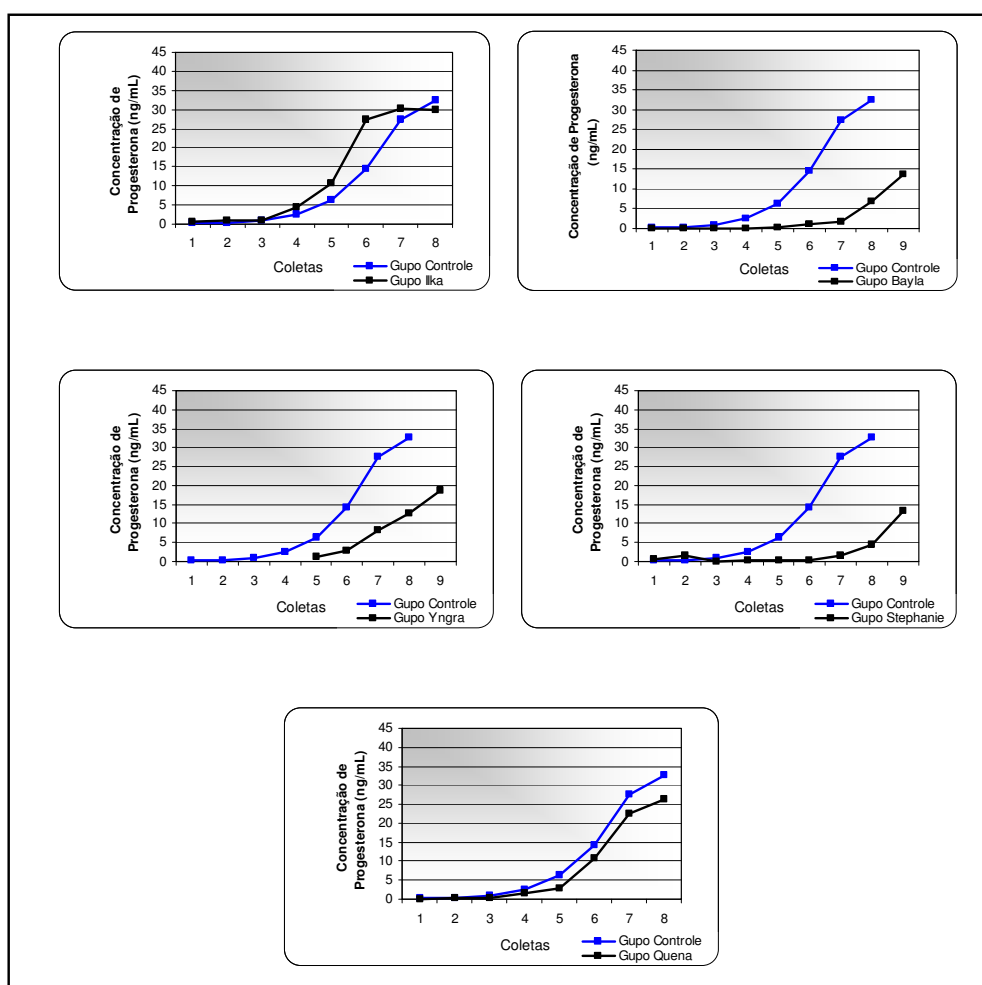 Concentração de
Progesterona (ng/mL)
45
40
35
30
25
20
15
10
5
0
1 2 3 4 5 6 7 8
Coletas
Gupo Controle
Gupo Ilka
Concentração de Progesterona
(ng/mL)
45
40
35
30
25
20
15
10
5
0
1 2 3 4 5 6 7 8 9
Coletas
Gupo Controle
Gupo Bayla
Concentração de
Progesterona (ng/mL)
45
40
35
30
25
20
15
10
5
0
1 2 3 4 5 6 7 8 9
Coletas
Gupo Controle
Gupo Yngra
Concentração de
Progesterona (ng/mL)
45
40
35
30
25
20
15
10
5
0
1 2 3 4 5 6 7 8 9
Coletas
Gupo Controle
Gupo Stephanie
Concentração de
Progesterona (ng/mL)
45
40
35
30
25
20
15
10
5
0
1 2 3 4 5 6 7 8
Coletas
Gupo Controle
Gupo Quena